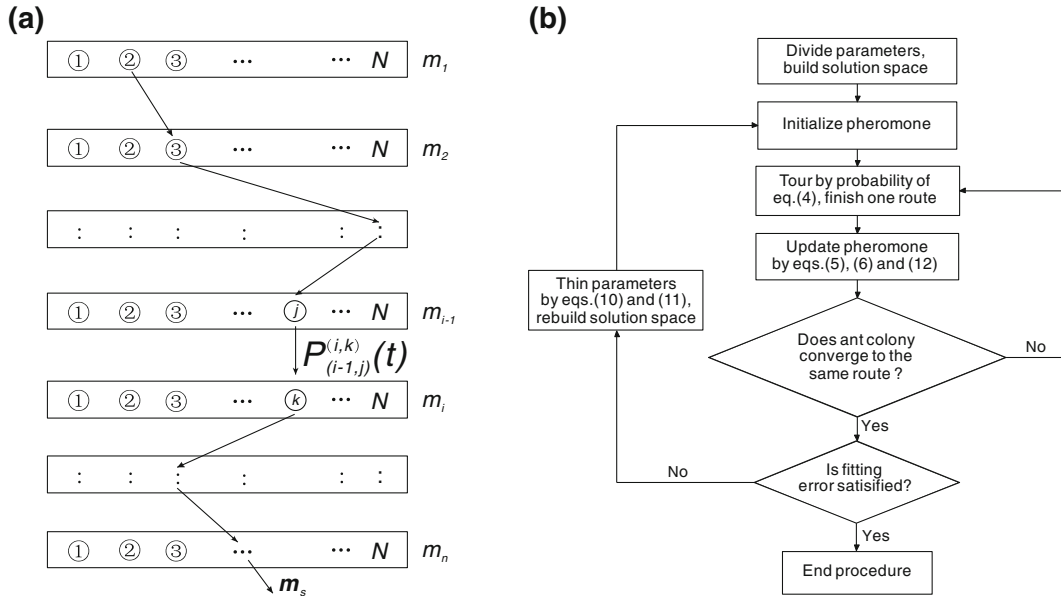 (a)
① ② ③ ··· ··· N m1
① ② ③ ··· N m2
: : : : : :
① ② ③ ··· j ··· N mi-1
P(i-1,j)(i,k)(t)
① ② ③ ··· k ··· N mi
: : : : : :
① ② ③ ··· ··· N mn
ms
(b)
Divide parameters,
build solution space
Initialize pheromone
Tour by probability of
eq.(4), finish one route
Update pheromone
by eqs.(5), (6) and (12)
Thin parameters
by eqs.(10) and (11),
rebuild solution space
Does ant colony
converge to the
same route ?
No
Yes
Is fitting
error satisified?
No
Yes
End procedure